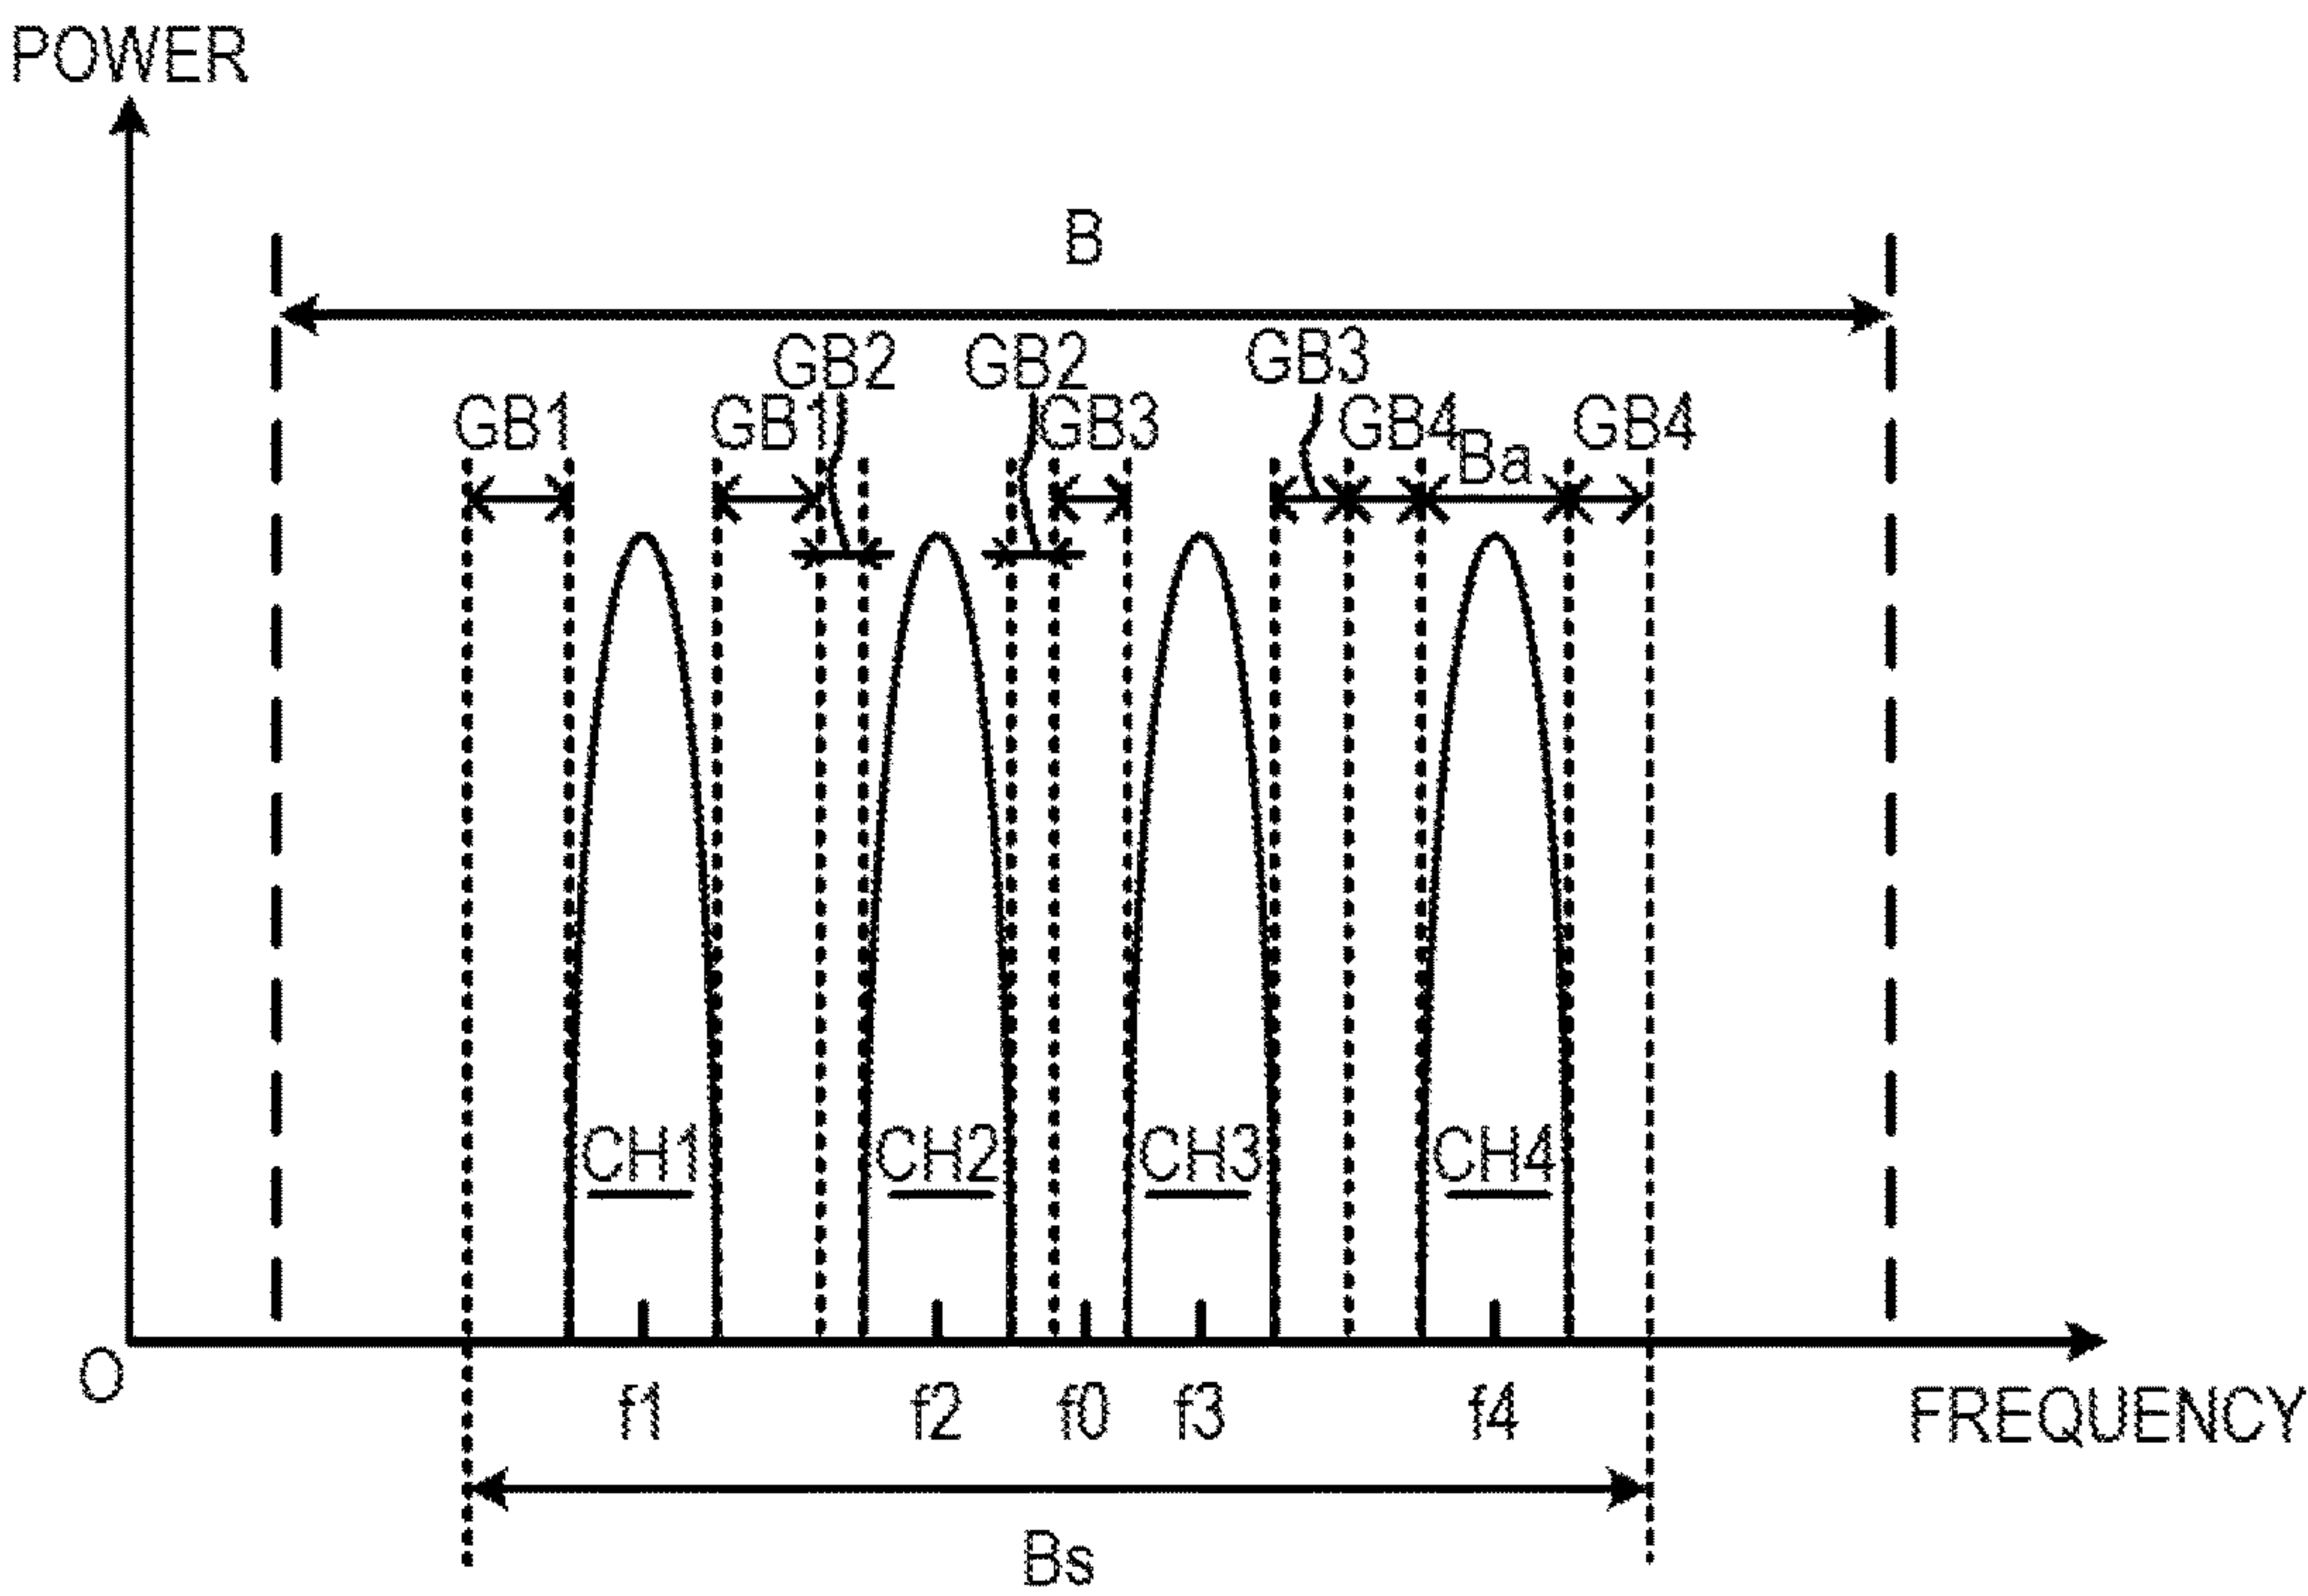 POWER
B
GB2 GB2 GB3
GB1 GB1 GB3 GB4 Ba GB4
CH1 CH2 CH3 CH4
O
f1 f2 f0 f3 f4 FREQUENCY
Bs